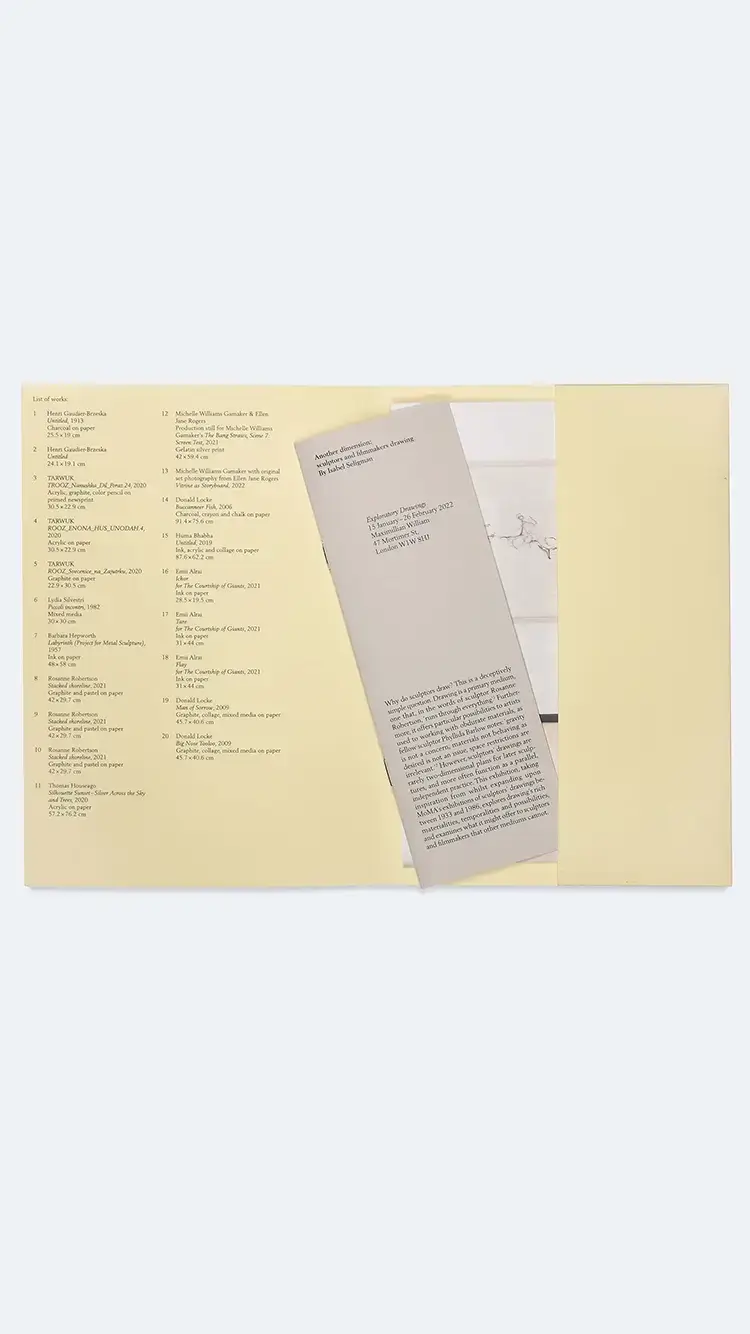 List of works:
1 Henri Gaudier-Brzeska
Untitled, 1913
Charcoal on paper
25.5 × 19 cm
2 Henri Gaudier-Brzeska
Untitled
24.1 × 19.1 cm
3 TARWUK
Acrylic, graphite, color pencil on
primed newsprint
30.5 × 22.9 cm
4 TARWUK
ROOZ_ENONA_HUS_UNODAH 4,
2020
Acrylic on paper
30.5 × 22.9 cm
5 TARWUK
Graphite on paper
22.9 × 30.5 cm
6 Lydia Silvestri
Piccoli incontri, 1982
Mixed media
30 × 30 cm
7 Barbara Hepworth
Labyrinth (Project for Metal Sculpture),
1957
Ink on paper
48 × 58 cm
8 Rosanne Robertson
Stacked shoreline, 2021
Graphite and pastel on paper
42 × 29.7 cm
9 Rosanne Robertson
Stacked shoreline, 2021
Graphite and pastel on paper
42 × 29.7 cm
10 Rosanne Robertson
Stacked shoreline, 2021
Graphite and pastel on paper
42 × 29.7 cm
11 Thomas Houseago
Silhouette Sunset – Silver Across the Sky
and Trees, 2020
Acrylic on paper
57.2 × 76.2 cm
12 Michelle Williams Gamaker & Ellen
Jane Rogers
Production still for Michelle Williams
Gamaker's The Bang Straws, Scene 7
Screen Test, 2021
Gelatin silver print
42 × 59.4 cm
13 Michelle Williams Gamaker with original
set photography from Ellen Jane Rogers
Vitrine as Storyboard, 2022
14 Donald Locke
Buccanneer Fish, 2006
Charcoal, crayon and chalk on paper
91.4 × 75.6 cm
15 Huma Bhabha
Untitled, 2019
Ink, acrylic and collage on paper
87.6 × 62.2 cm
16 Emii Alrai
Ichor
for The Courtship of Giants, 2021
Ink on paper
28.5 × 19.5 cm
17 Emii Alrai
for The Courtship of Giants, 2021
Ink on paper
31 × 44 cm
18 Emii Alrai
Flay
for The Courtship of Giants, 2021
Ink on paper
31 × 44 cm
19 Donald Locke
Man of Sorrow, 2009
Graphite, collage, mixed media on paper
45.7 × 40.6 cm
20 Donald Locke
Big Nose Yoruba, 2009
Graphite, collage, mixed media on paper
45.7 × 40.6 cm
Another dimension:
sculptors and filmmakers drawing
By Isabel Seligman
Exploratory Drawings
15 January – 26 February 2022
Maximillian William
47 Mortimer St,
London W1W 8HJ
Why do sculptors draw? This is a deceptively
simple question. Drawing is a primary medium,
one that, in the words of sculptor Rosanne
Robertson, 'runs through everything'. Further-
more, it offers particular possibilities to artists
used to working with obdurate materials, as
fellow sculptor Phyllida Barlow notes: 'gravity
is not a concern, materials not behaving as
desired is not an issue, space restrictions are
irrelevant.' However, sculptors' drawings are
rarely two-dimensional plans for later sculp-
tures, and more often function as a parallel,
independent practice. This exhibition, taking
inspiration from whilst expanding upon
MoMA's exhibitions of sculptors' drawings be-
tween 1933 and 1986, explores drawing's rich
materialities, temporalities and possibilities,
and examines what it might offer to sculptors
and filmmakers that other mediums cannot.